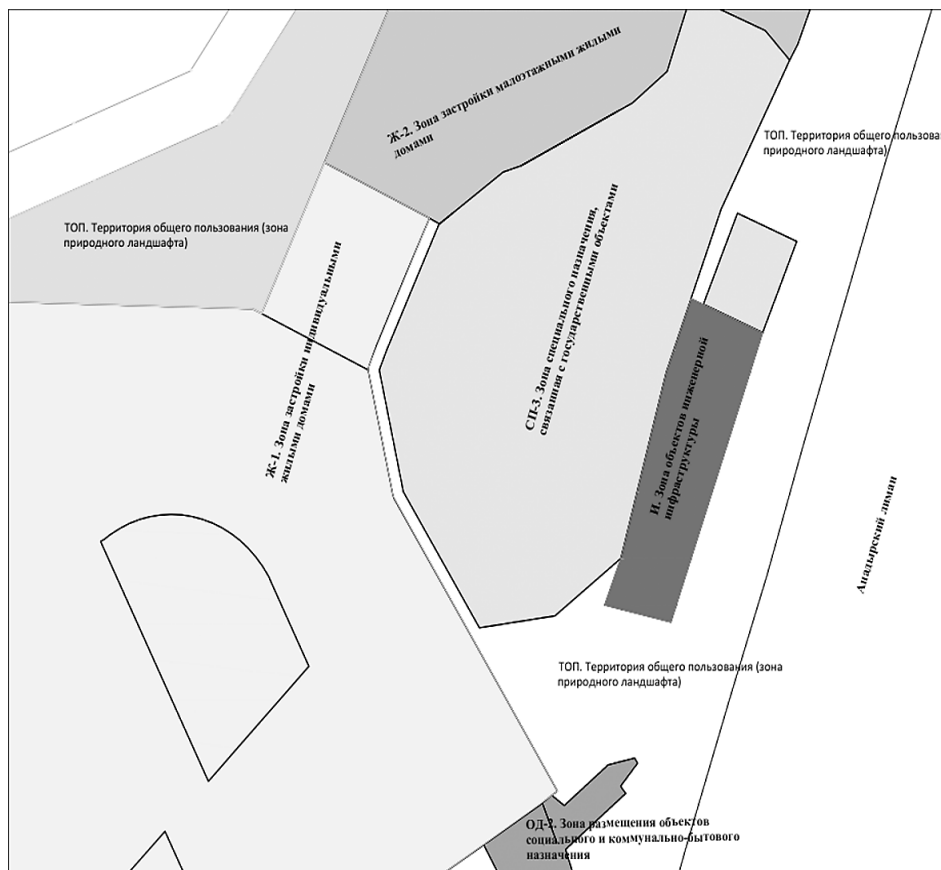 Ж-2. Зона застройки малоэтажными жилыми
домами
ТОП. Территория общего пользова
природного ландшафта)
ТОП. Территория общего пользования (зона
природного ландшафта)
Ж-1. Зона застройки индивидуальными
жилыми домами
СП-3. Зона специального назначения,
связанная с государственными объектами
И. Зона объектов инженерной
инфраструктуры
Анадырский лиман
ТОП. Территория общего пользования (зона
природного ландшафта)
ОД-2. Зона размещения объектов
социального и коммунально-бытового
назначения